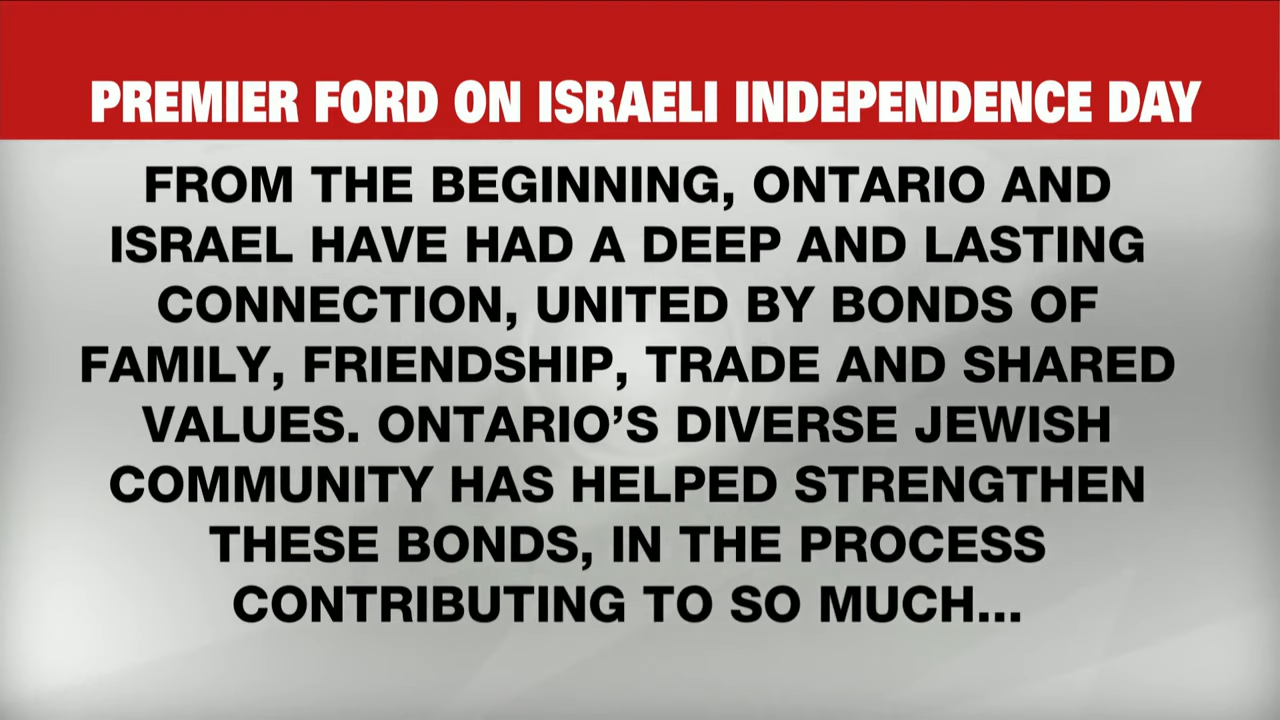 PREMIER FORD ON ISRAELI INDEPENDENCE DAY
FROM THE BEGINNING, ONTARIO AND
ISRAEL HAVE HAD A DEEP AND LASTING
CONNECTION, UNITED BY BONDS OF
FAMILY, FRIENDSHIP, TRADE AND SHARED
VALUES. ONTARIO’S DIVERSE JEWISH
COMMUNITY HAS HELPED STRENGTHEN
THESE BONDS, IN THE PROCESS
CONTRIBUTING TO SO MUCH...